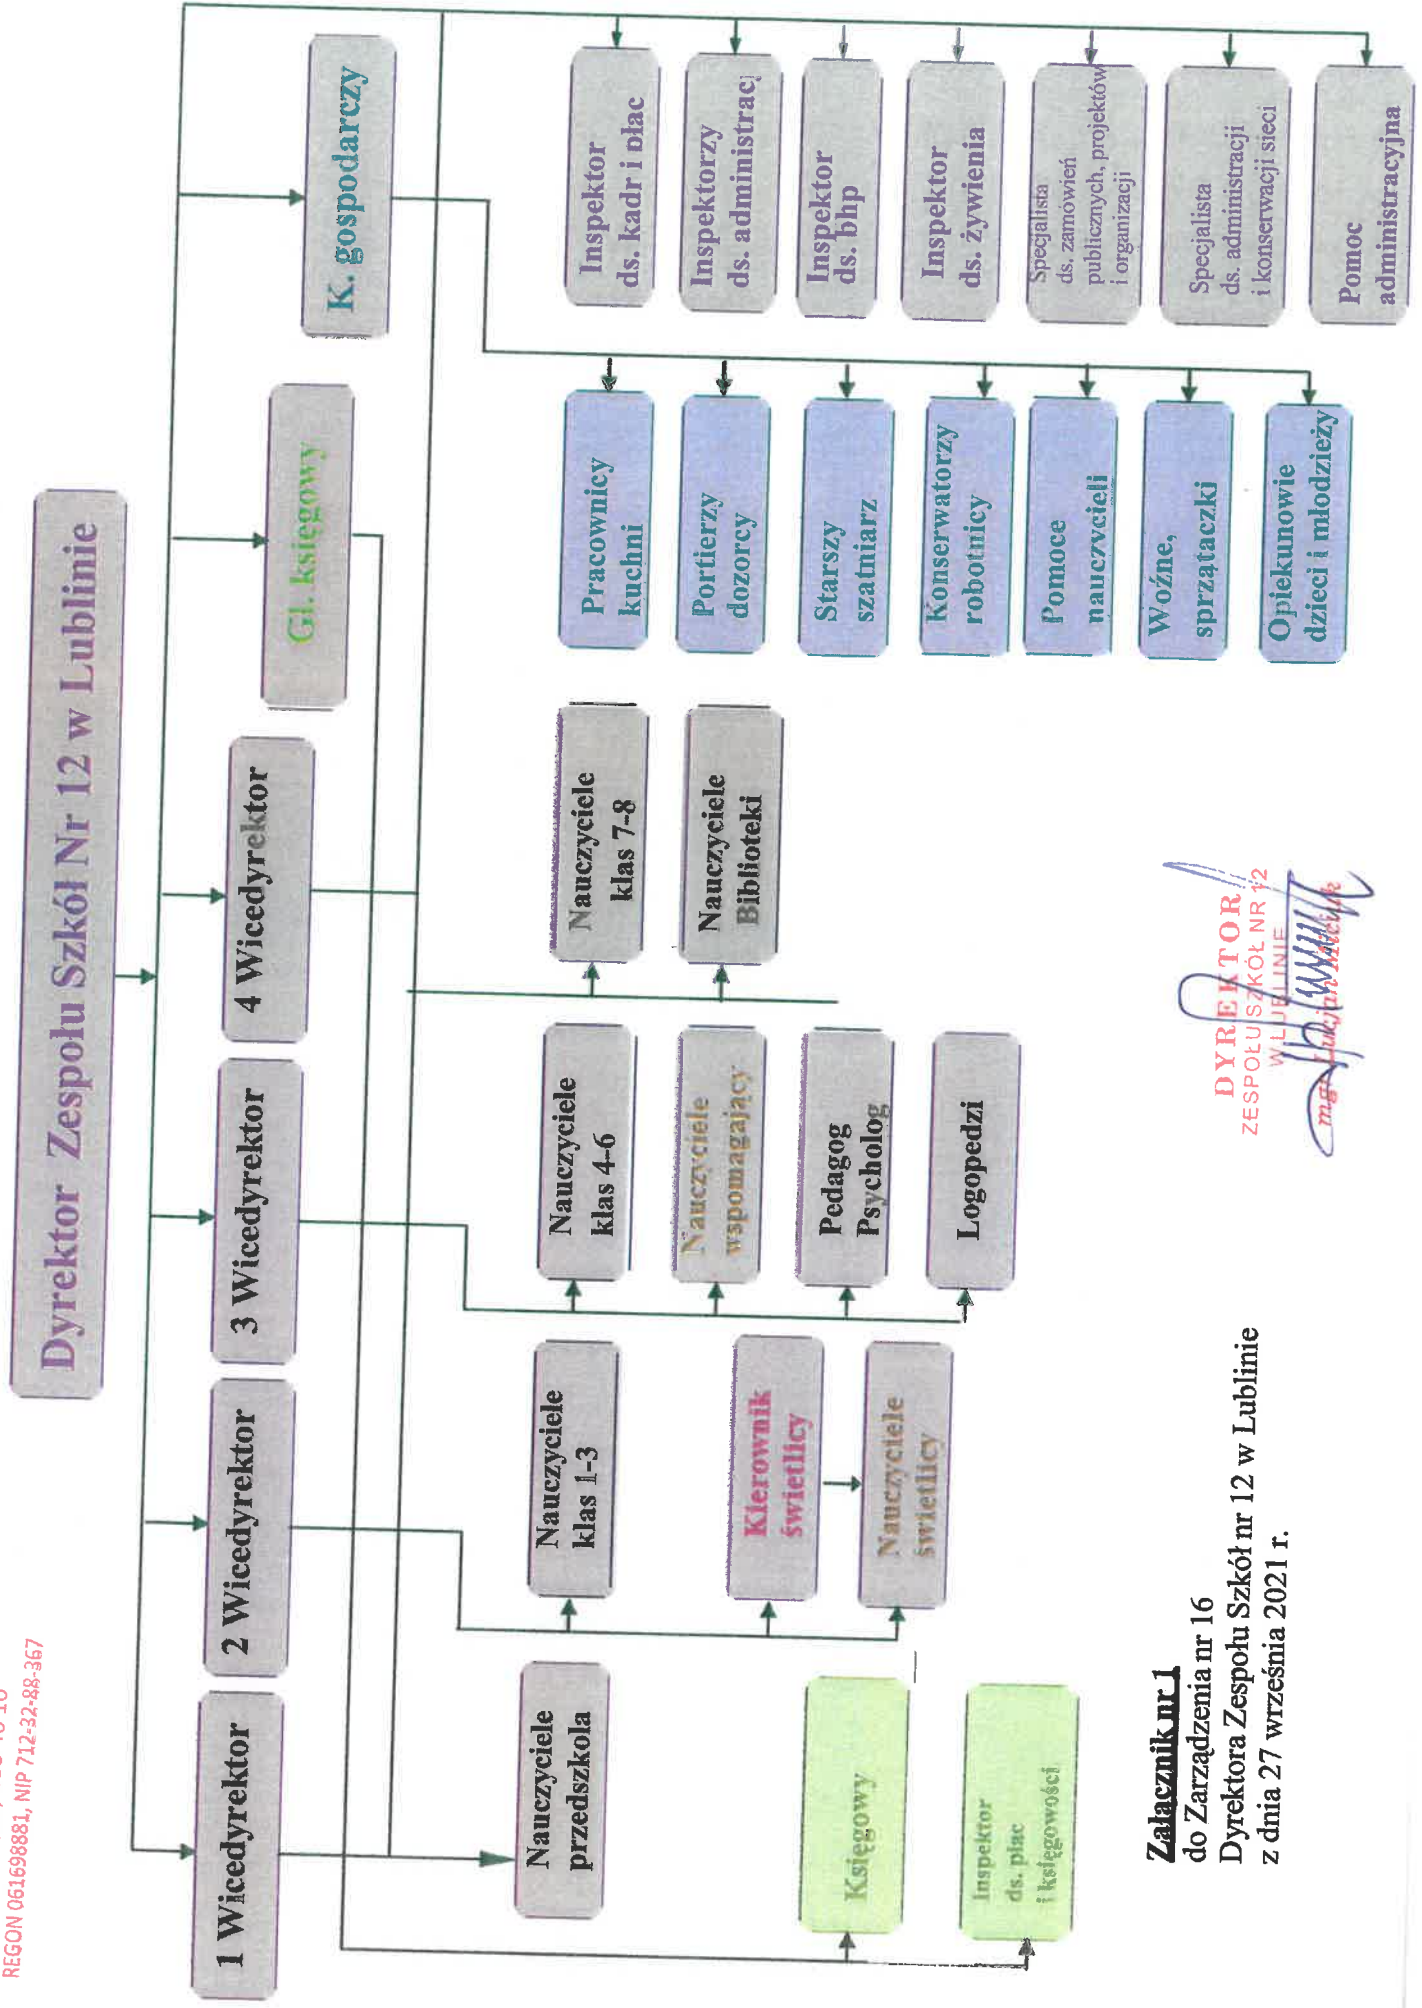 REGON 061698881, NIP 712-32-88-367
Dyrektor Zespołu Szkół Nr 12 w Lublinie
1 Wicedyrektor
2 Wicedyrektor
3 Wicedyrektor
4 Wicedyrektor
Gł. księgowy
K. gospodarczy
Nauczyciele
przedszkola
Księgowy
Inspektor
ds. płac
i księgowości
Nauczyciele
klas 1-3
Kierownik
świetlicy
Nauczyciele
świetlicy
Nauczyciele
klas 4-6
Nauczyciele
wspomagający
Pedagog
Psycholog
Logopedzi
Nauczyciele
klas 7-8
Nauczyciele
Biblioteki
Pracownicy
kuchni
Portierzy
dozorcy
Starszy
szatniarz
Konserwatorzy
robotnicy
Pomoce
nauczycieli
Woźne,
sprzątaczki
Opiekunowie
dzieci i młodzieży
Inspektor
ds. kadr i płac
Inspektorzy
ds. administracj
Inspektor
ds. bhp
Inspektor
ds. żywienia
Specjalista
ds. zamówień
publicznych, projektów
i organizacji
Specjalista
ds. administracji
i konserwacji sieci
Pomoc
administracyjna
Załącznik nr 1
do Zarządzenia nr 16
Dyrektora Zespołu Szkół nr 12 w Lublinie
z dnia 27 września 2021 r.
DYREKTOR
ZESPOŁU SZKÓŁ NR 12
W LUBLINIE
mgr Łucjan Miciuk